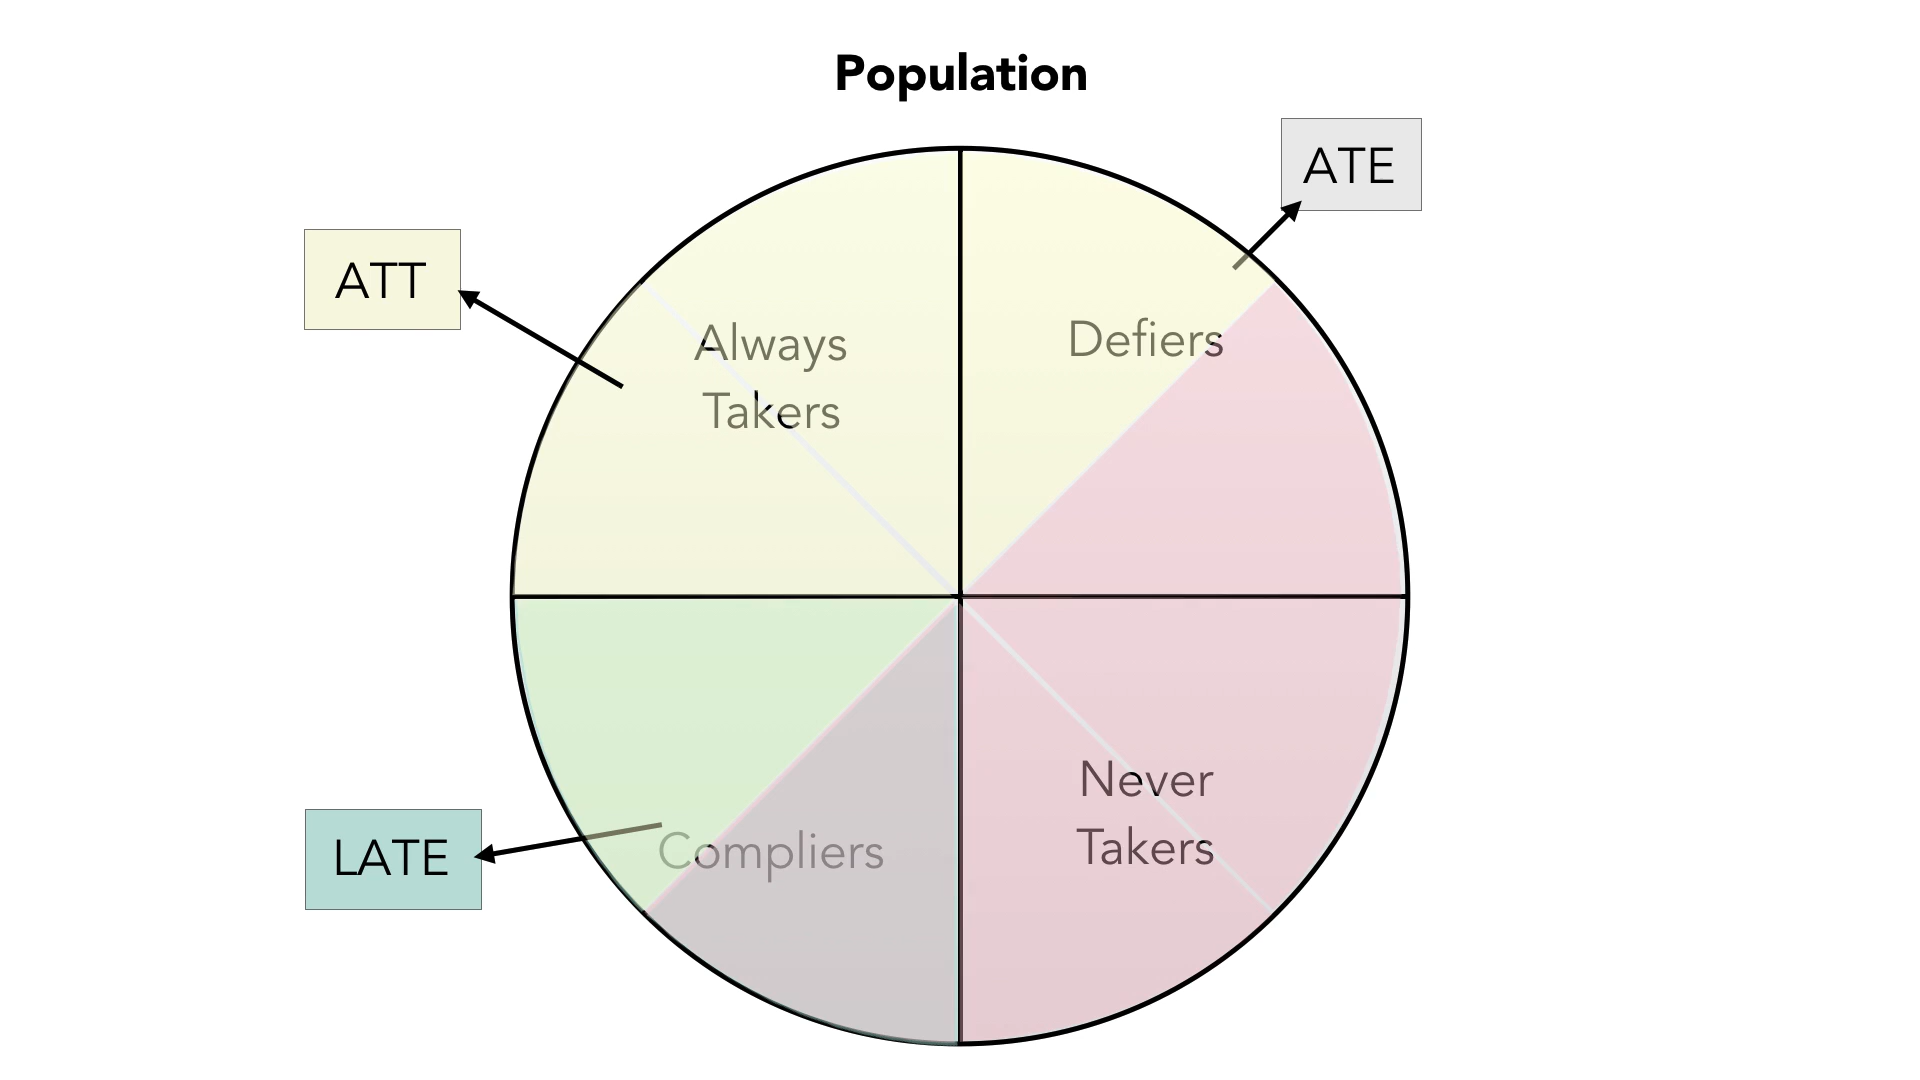 Population
ATE
ATT
Always
Takers
Defiers
Never
Takers
LATE
Compliers